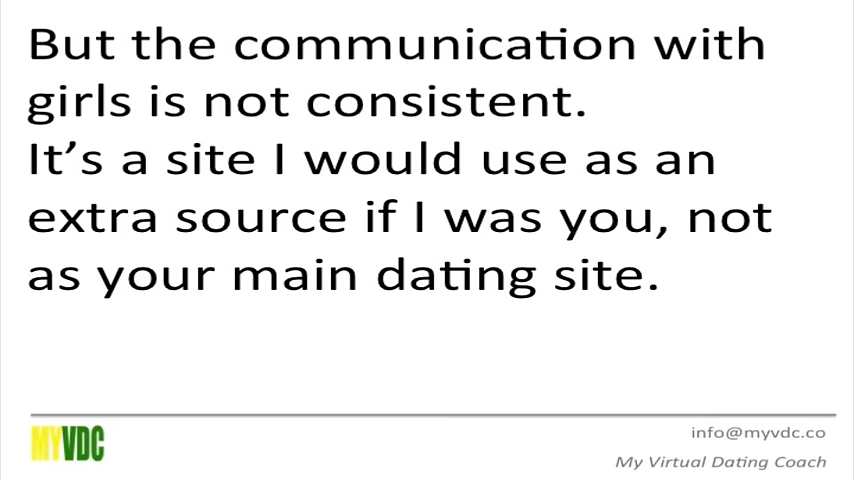 But the communication with
girls is not consistent.
It's a site I would use as an
extra source if I was you, not
as your main dating site.
MYVDC
info@myvdc.co
My Virtual Dating Coach